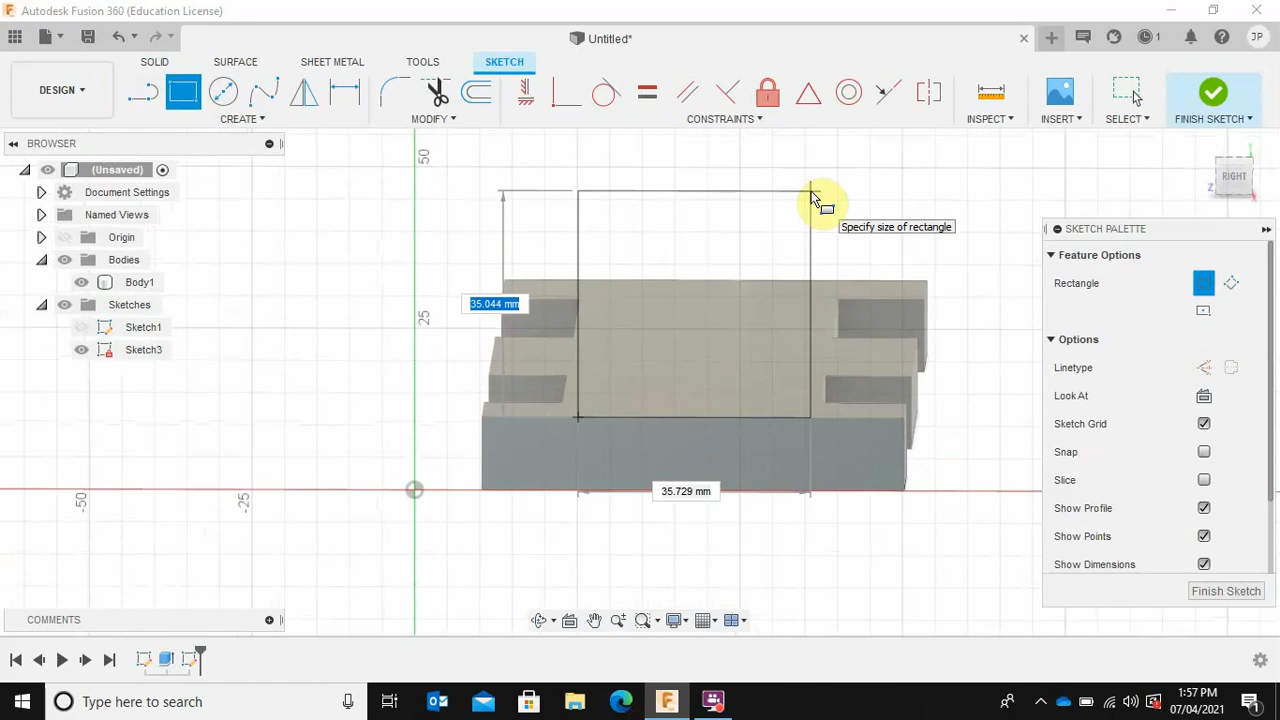 Autodesk Fusion 360 (Education License)
Untitled*
1
JP
SOLID SURFACE SHEET METAL TOOLS SKETCH
DESIGN
CREATE MODIFY CONSTRAINTS INSPECT INSERT SELECT FINISH SKETCH
BROWSER
(Unsaved)
Document Settings
Named Views
Origin
Bodies
Body1
Sketches
Sketch1
Sketch3
50
25
-50
-25
Specify size of rectangle
35.044 mm
35.729 mm
RIGHT
Y
Z
X
SKETCH PALETTE
Feature Options
Rectangle
Options
Linetype
Look At
Sketch Grid
Snap
Slice
Show Profile
Show Points
Show Dimensions
Finish Sketch
COMMENTS
Type here to search
1:57 PM
07/04/2021
1